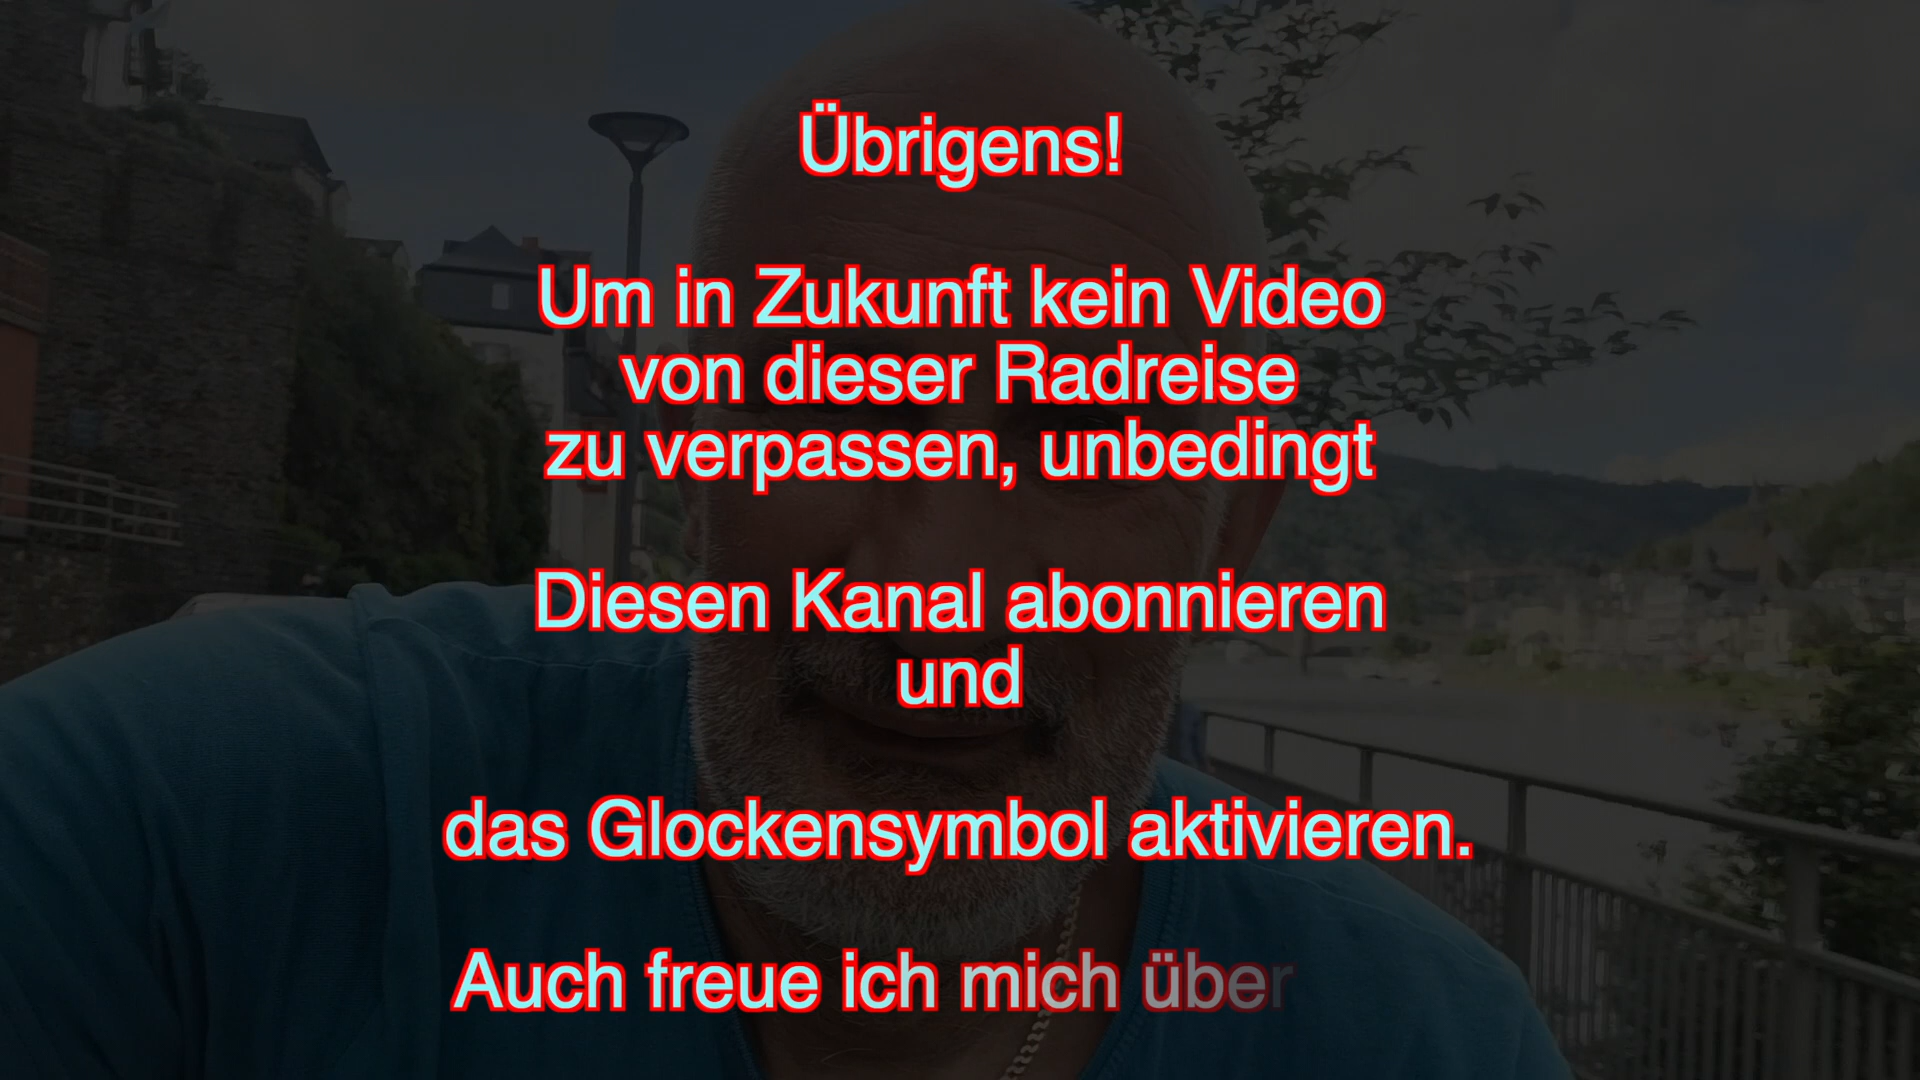 Übrigens!
Um in Zukunft kein Video
von dieser Radreise
zu verpassen, unbedingt
Diesen Kanal abonnieren
und
das Glockensymbol aktivieren.
Auch freue ich mich über